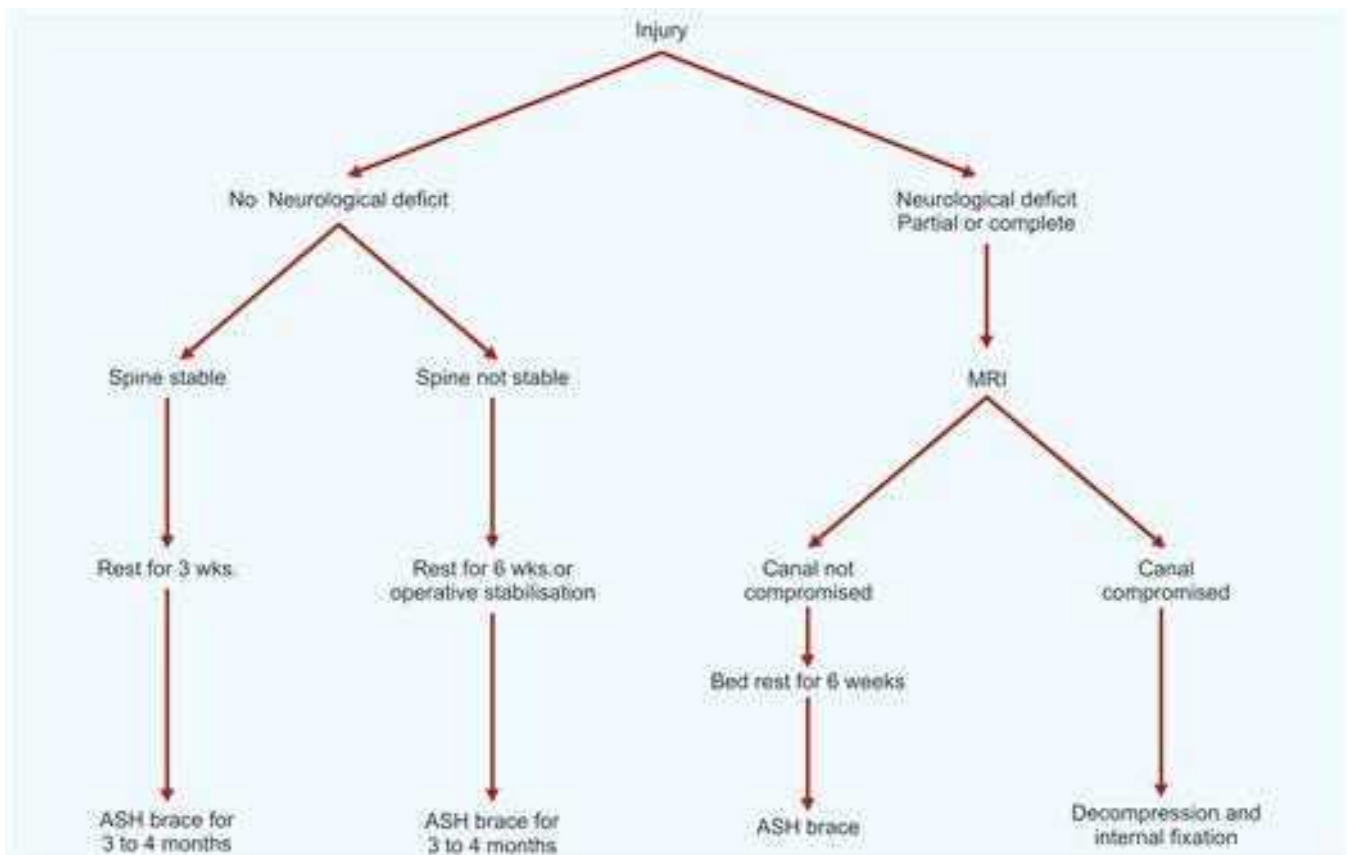 Injury
No Neurological deficit
Neurological deficit
Partial or complete
Spine stable
Spine not stable
MRI
Rest for 3 wks.
Rest for 6 wks.or
operative stabilisation
Canal not
compromised
Canal
compromised
Bed rest for 6 weeks
ASH brace for
3 to 4 months
ASH brace for
3 to 4 months
ASH brace
Decompression and
internal fixation